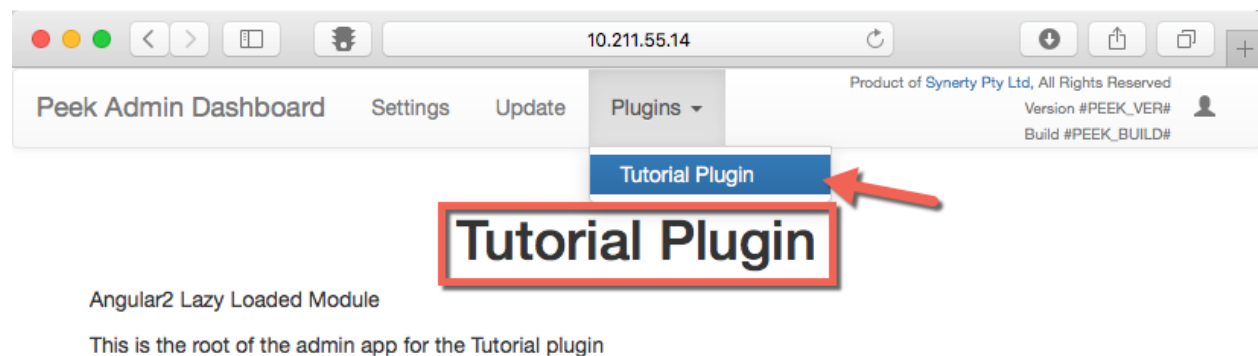 10.211.55.14
Peek Admin Dashboard Settings Update Plugins
Product of Synerty Pty Ltd, All Rights Reserved
Version #PEEK_VER#
Build #PEEK_BUILD#
Tutorial Plugin
Tutorial Plugin
Angular2 Lazy Loaded Module
This is the root of the admin app for the Tutorial plugin